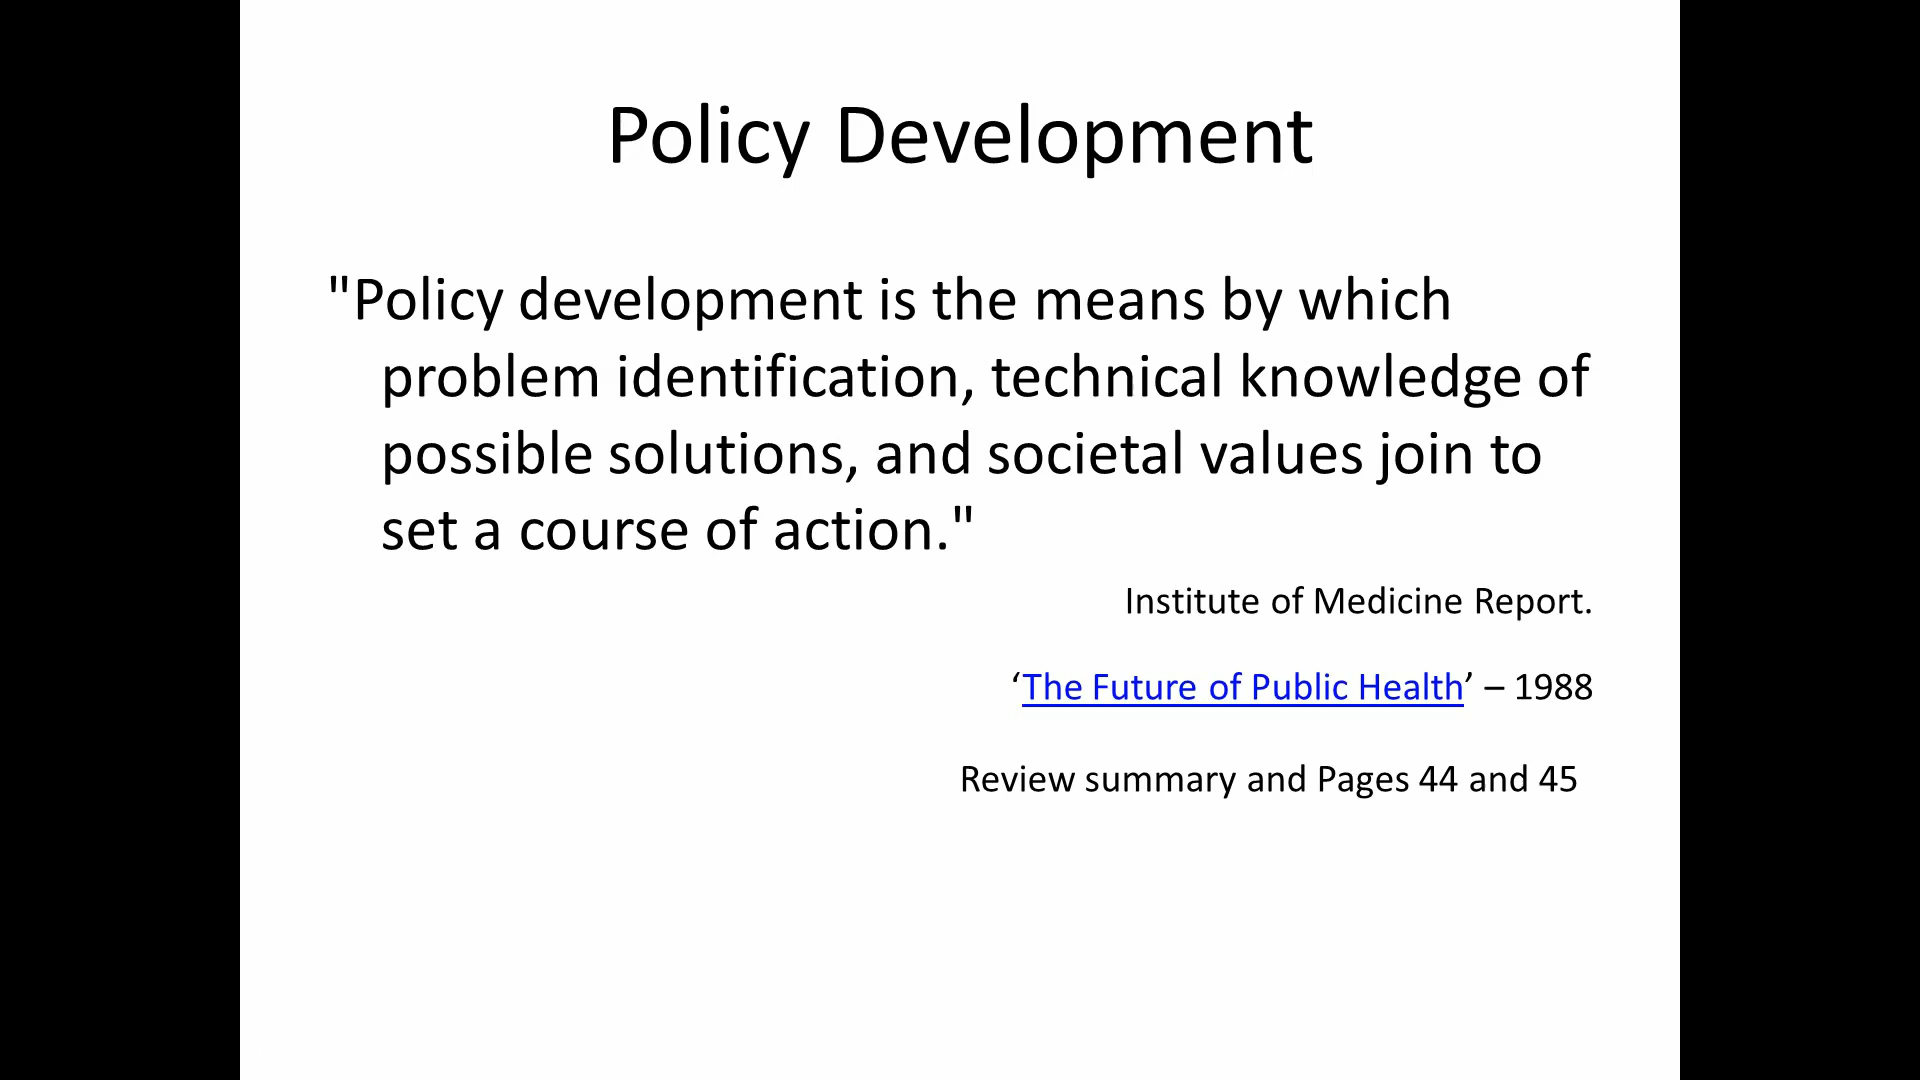 Policy Development
"Policy development is the means by which
problem identification, technical knowledge of
possible solutions, and societal values join to
set a course of action."
Institute of Medicine Report.
‘The Future of Public Health’ – 1988
Review summary and Pages 44 and 45